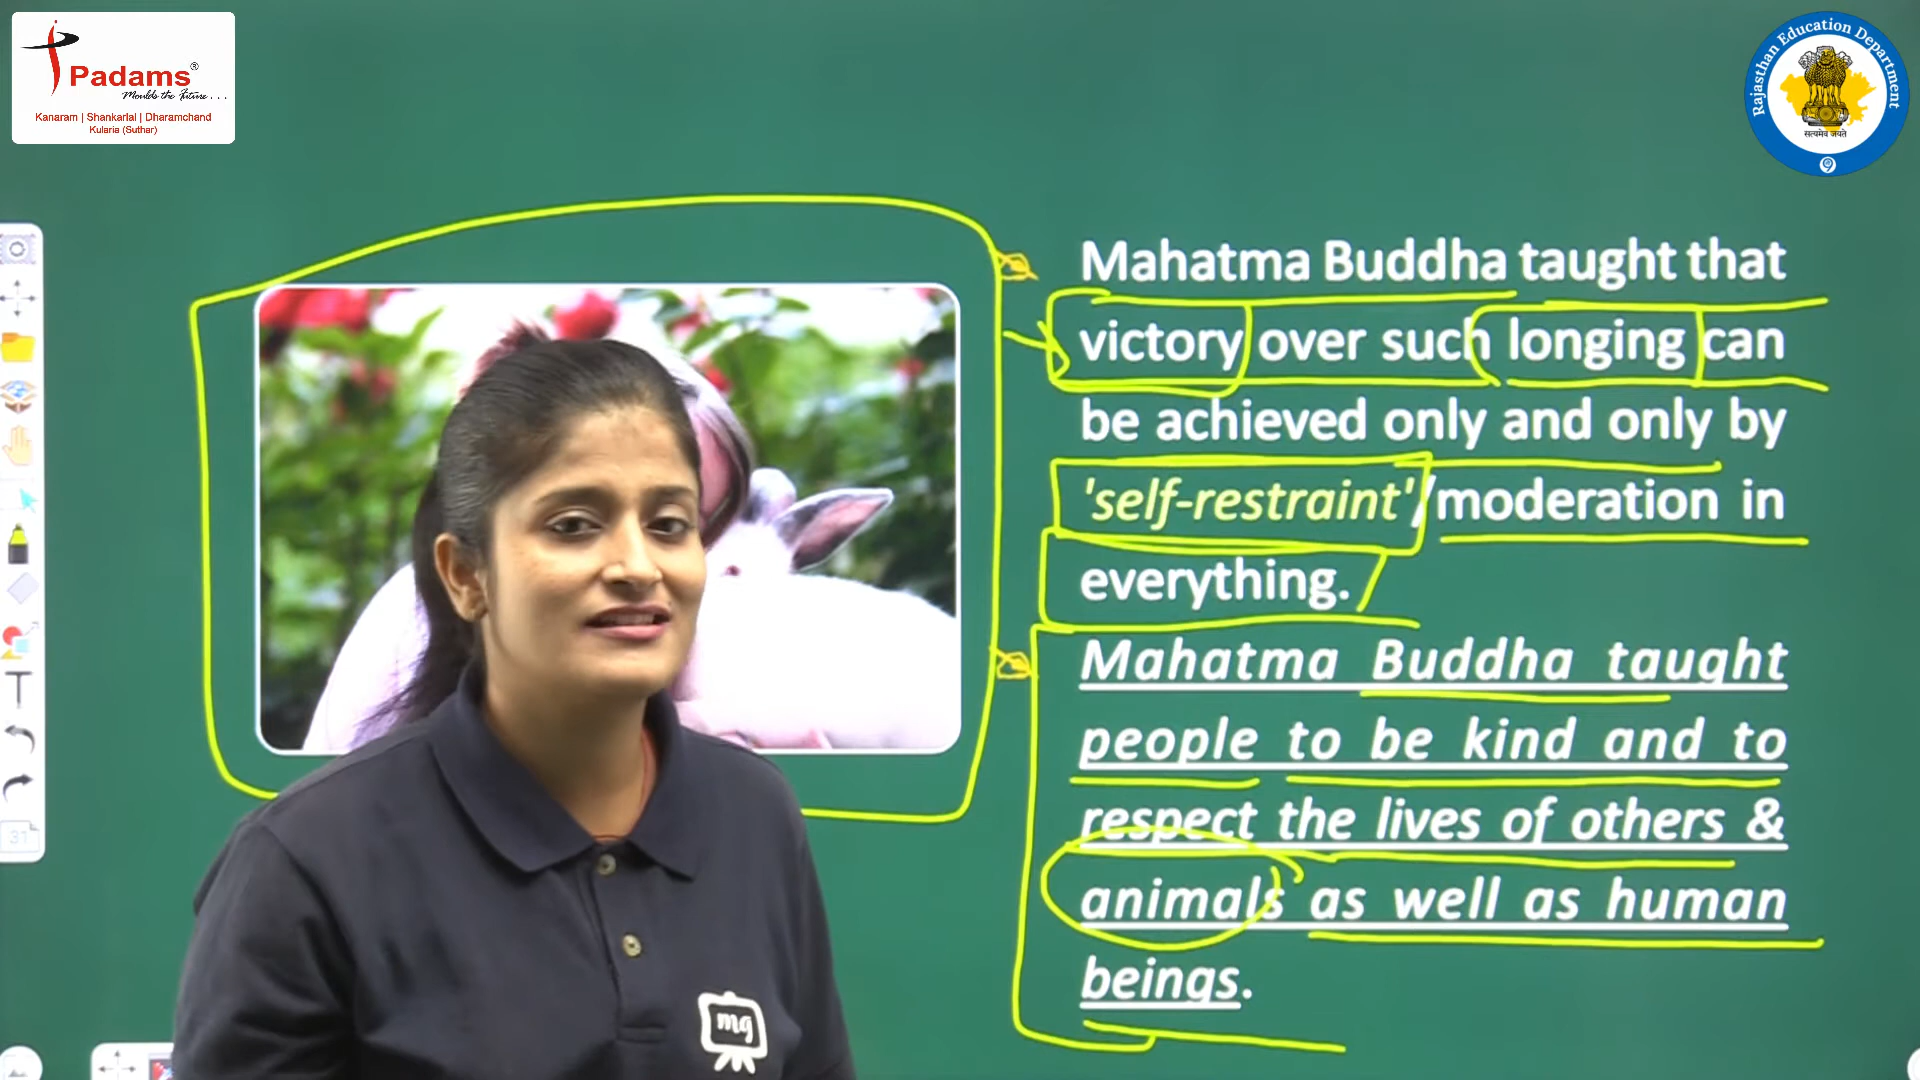 Padams®
Moulds the Future...
Kanaram | Shankarlal | Dharamchand
Kularia (Suthar)
Rajasthan Education Department
सत्यमेव जयते
Mahatma Buddha taught that
victory over such longing can
be achieved only and only by
'self-restraint'/moderation in
everything.
Mahatma Buddha taught
people to be kind and to
respect the lives of others &
animals as well as human
beings.
mg
T
31